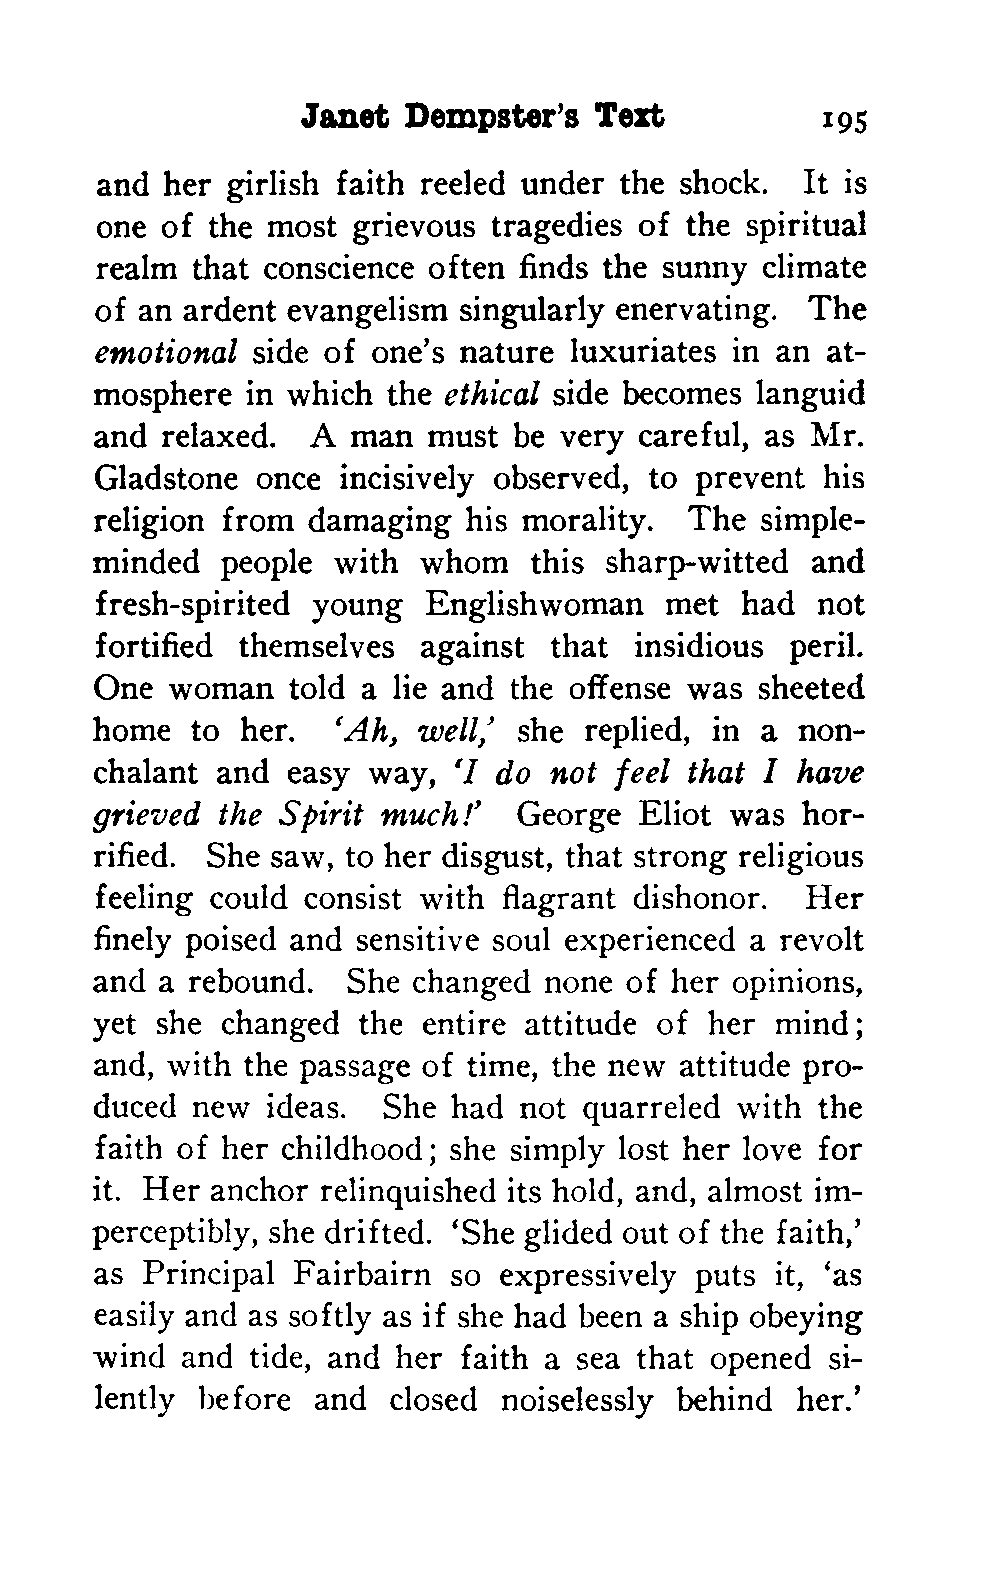 Janet Dempster's Text 195
and her girlish faith reeled under the shock. It is
one of the most grievous tragedies of the spiritual
realm that conscience often finds the sunny climate
of an ardent evangelism singularly enervating. The
emotional side of one's nature luxuriates in an at-
mosphere in which the ethical side becomes languid
and relaxed. A man must be very careful, as Mr.
Gladstone once incisively observed, to prevent his
religion from damaging his morality. The simple-
minded people with whom this sharp-witted and
fresh-spirited young Englishwoman met had not
fortified themselves against that insidious peril.
One woman told a lie and the offense was sheeted
home to her. 'Ah, well,' she replied, in a non-
chalant and easy way, 'I do not feel that I have
grieved the Spirit much!' George Eliot was hor-
rified. She saw, to her disgust, that strong religious
feeling could consist with flagrant dishonor. Her
finely poised and sensitive soul experienced a revolt
and a rebound. She changed none of her opinions,
yet she changed the entire attitude of her mind;
and, with the passage of time, the new attitude pro-
duced new ideas. She had not quarreled with the
faith of her childhood; she simply lost her love for
it. Her anchor relinquished its hold, and, almost im-
perceptibly, she drifted. 'She glided out of the faith,'
as Principal Fairbairn so expressively puts it, 'as
easily and as softly as if she had been a ship obeying
wind and tide, and her faith a sea that opened si-
lently before and closed noiselessly behind her.'